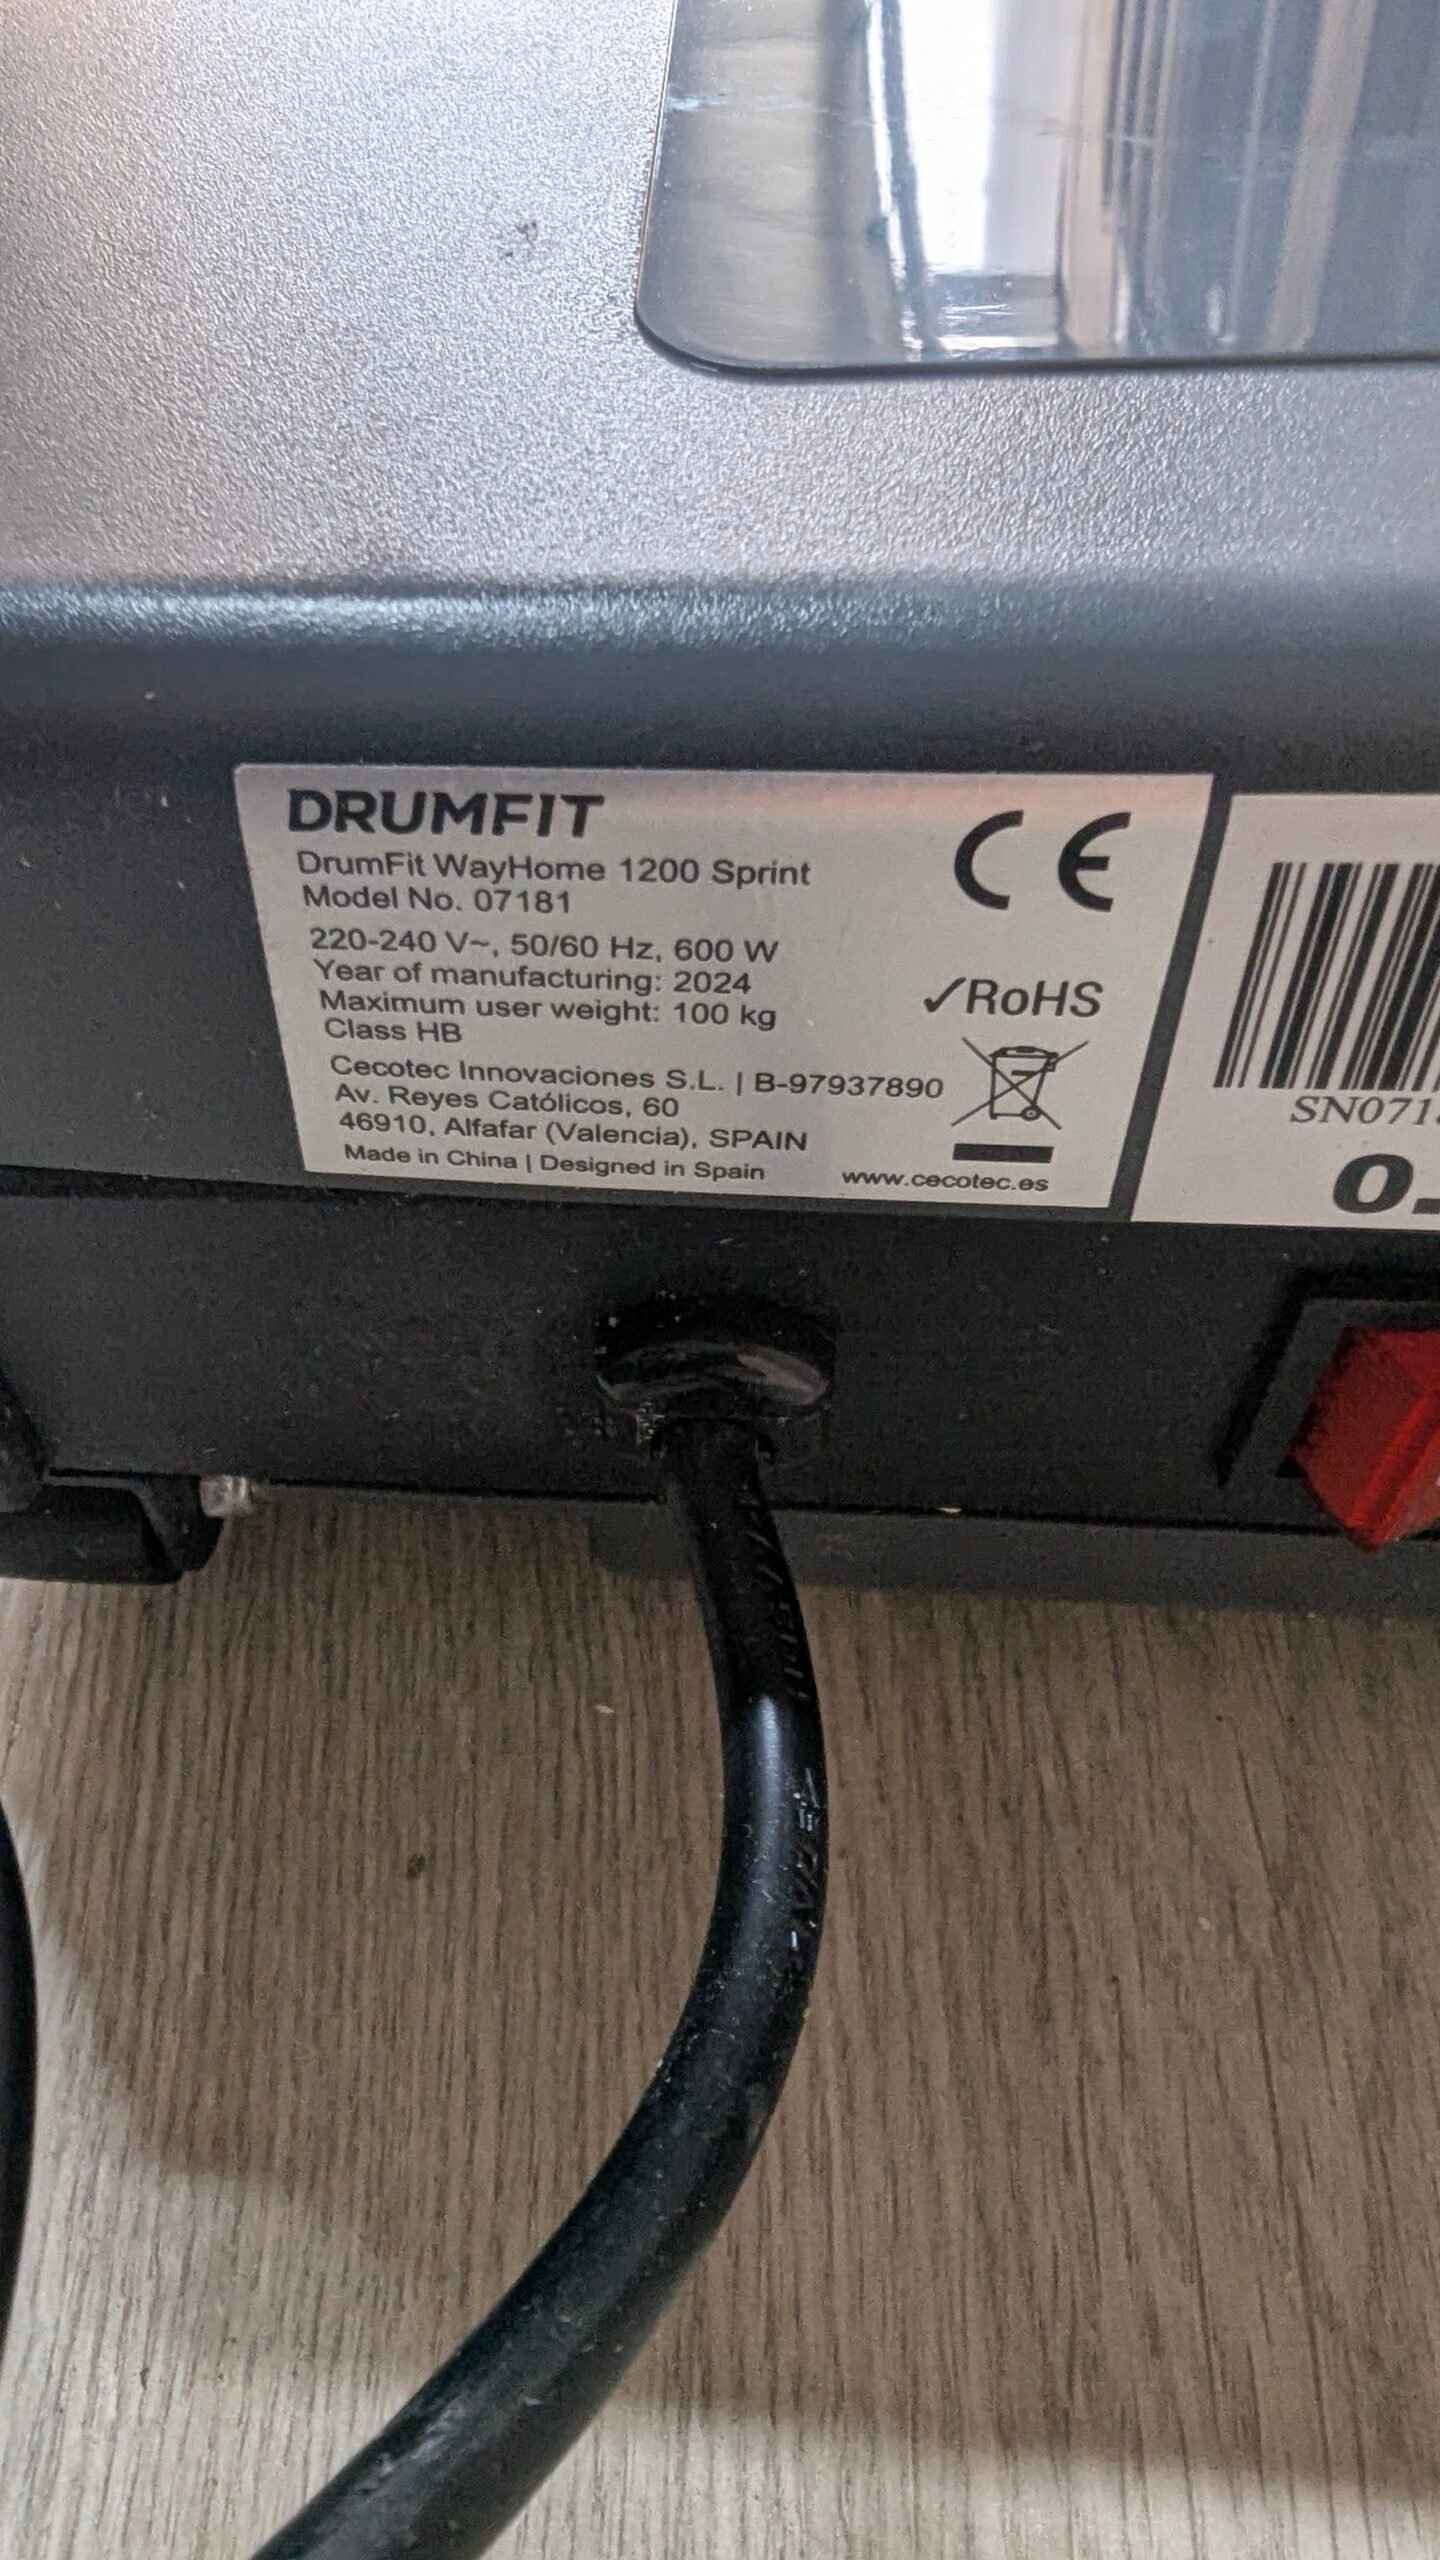 DRUMFIT
DrumFit WayHome 1200 Sprint
Model No. 07181
220-240 V~, 50/60 Hz, 600 W
Year of manufacturing: 2024
Maximum user weight: 100 kg
Class HB
Cecotec Innovaciones S.L. | B-97937890
Av. Reyes Católicos, 60
46910, Alfafar (Valencia), SPAIN
Made in China | Designed in Spain
CE
✓RoHS
www.cecotec.es
SN0718
0.